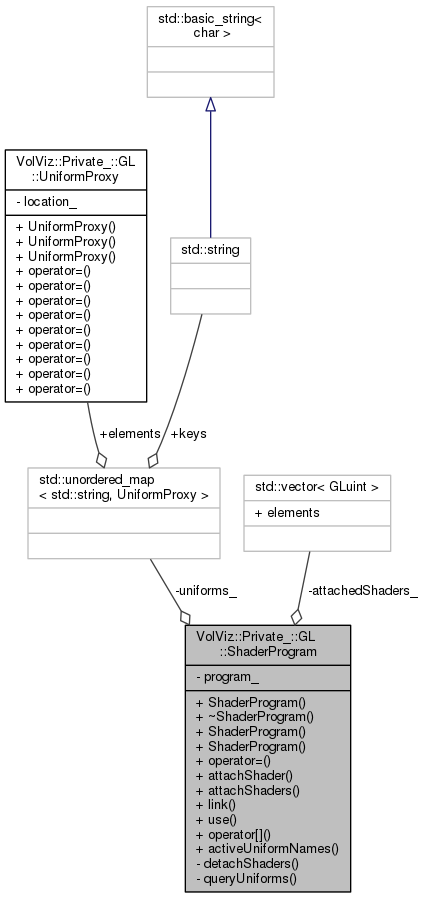 std::basic_string<
char >
VolViz::Private_::GL
::UniformProxy
- location_
+ UniformProxy()
+ UniformProxy()
+ UniformProxy()
+ operator=()
+ operator=()
+ operator=()
+ operator=()
+ operator=()
+ operator=()
+ operator=()
+ operator=()
+ operator=()
std::string
+elements
+keys
std::unordered_map
< std::string, UniformProxy >
std::vector< GLuint >
+ elements
-uniforms_
-attachedShaders_
VolViz::Private_::GL
::ShaderProgram
- program_
+ ShaderProgram()
+ ~ShaderProgram()
+ ShaderProgram()
+ ShaderProgram()
+ operator=()
+ attachShader()
+ attachShaders()
+ link()
+ use()
+ operator[]()
+ activeUniformNames()
- detachShaders()
- queryUniforms()